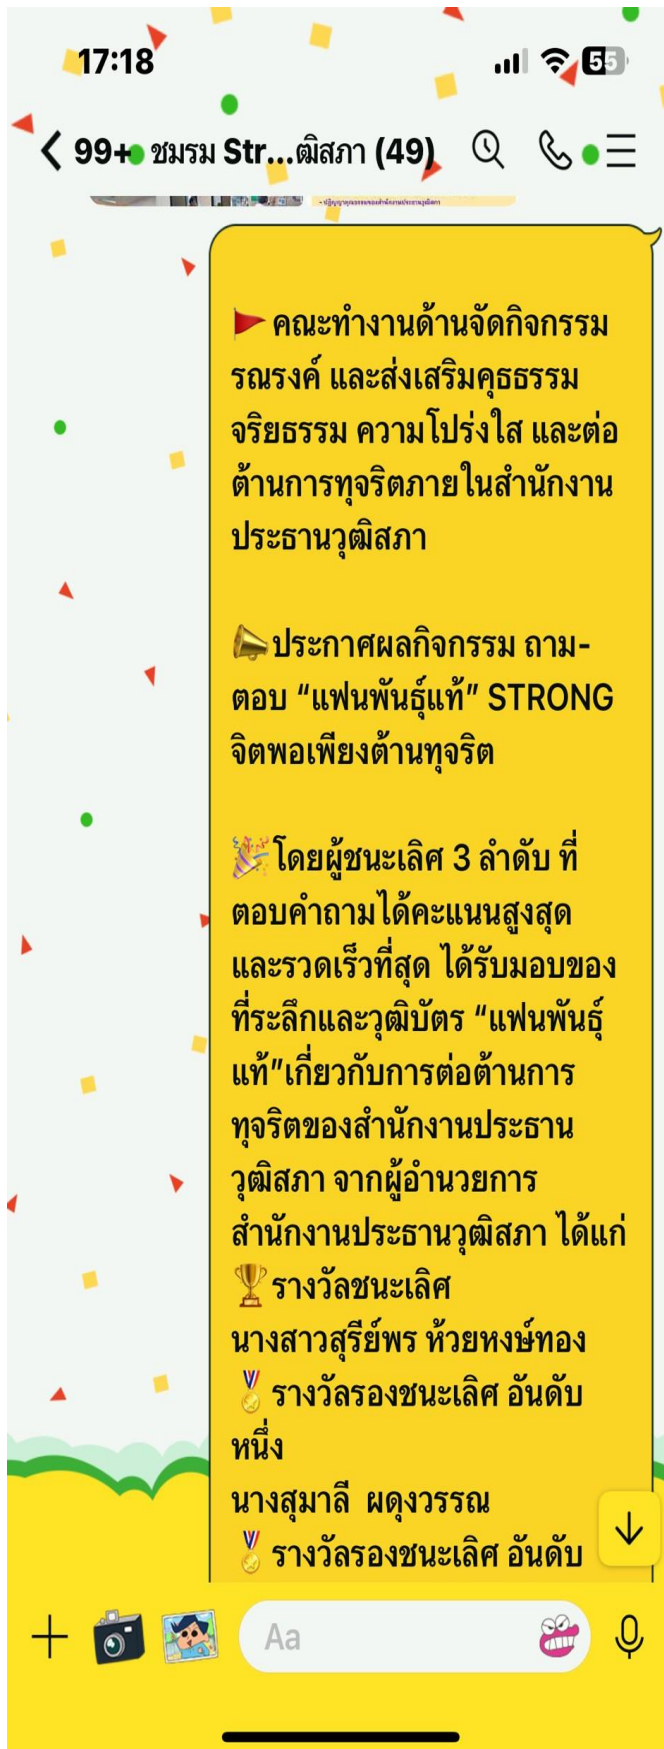 17:18
55
99+ ชมรม Str...ฒิสภา (49)
🚩คณะทำงานด้านจัดกิจกรรม
รณรงค์ และส่งเสริมคุธธรรม
จริยธรรม ความโปร่งใส และต่อ
ต้านการทุจริตภายในสำนักงาน
ประธานวุฒิสภา
📣ประกาศผลกิจกรรม ถาม-
ตอบ “แฟนพันธุ์แท้” STRONG
จิตพอเพียงต้านทุจริต
🎉โดยผู้ชนะเลิศ 3 ลำดับ ที่
ตอบคำถามได้คะแนนสูงสุด
และรวดเร็วที่สุด ได้รับมอบของ
ที่ระลึกและวุฒิบัตร “แฟนพันธุ์
แท้”เกี่ยวกับการต่อต้านการ
ทุจริตของสำนักงานประธาน
วุฒิสภา จากผู้อำนวยการ
สำนักงานประธานวุฒิสภา ได้แก่
🏆รางวัลชนะเลิศ
นางสาวสุรีย์พร ห้วยหงษ์ทอง
🏅รางวัลรองชนะเลิศ อันดับ
หนึ่ง
นางสุมาลี  ผดุงวรรณ
🏅รางวัลรองชนะเลิศ อันดับ
Aa